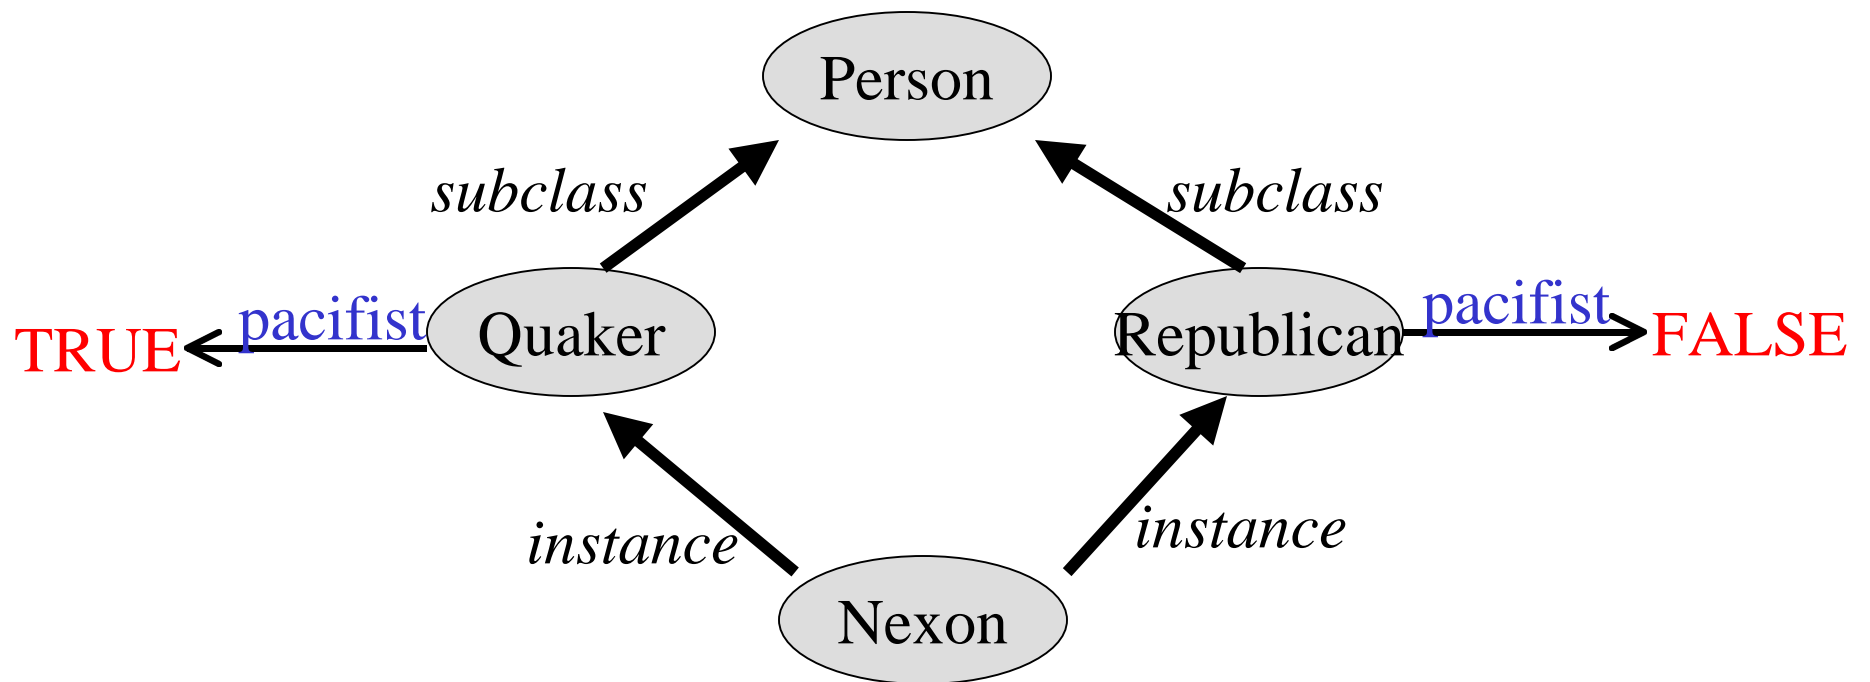 Person
subclass
subclass
pacifist
pacifist
TRUE
Quaker
Republican
FALSE
instance
instance
Nexon